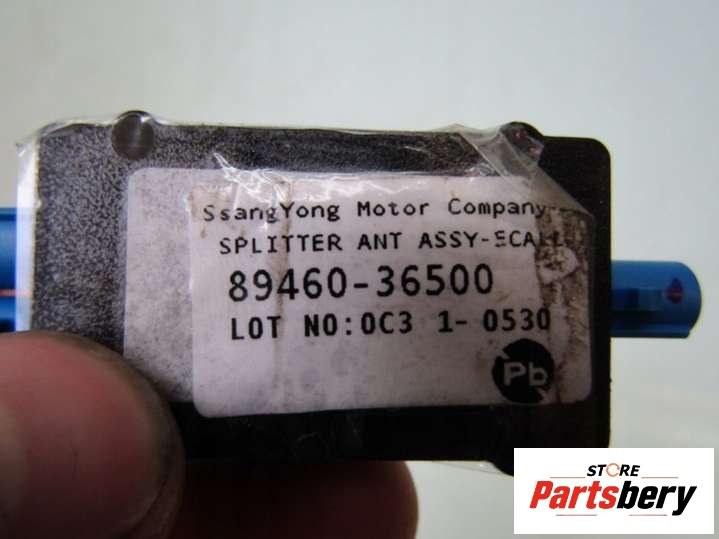 SsangYong Motor Company
SPLITTER ANT ASSY-ECALL
89460-36500
LOT NO:0C3 1- 0530
Pb
STORE
Partsbery